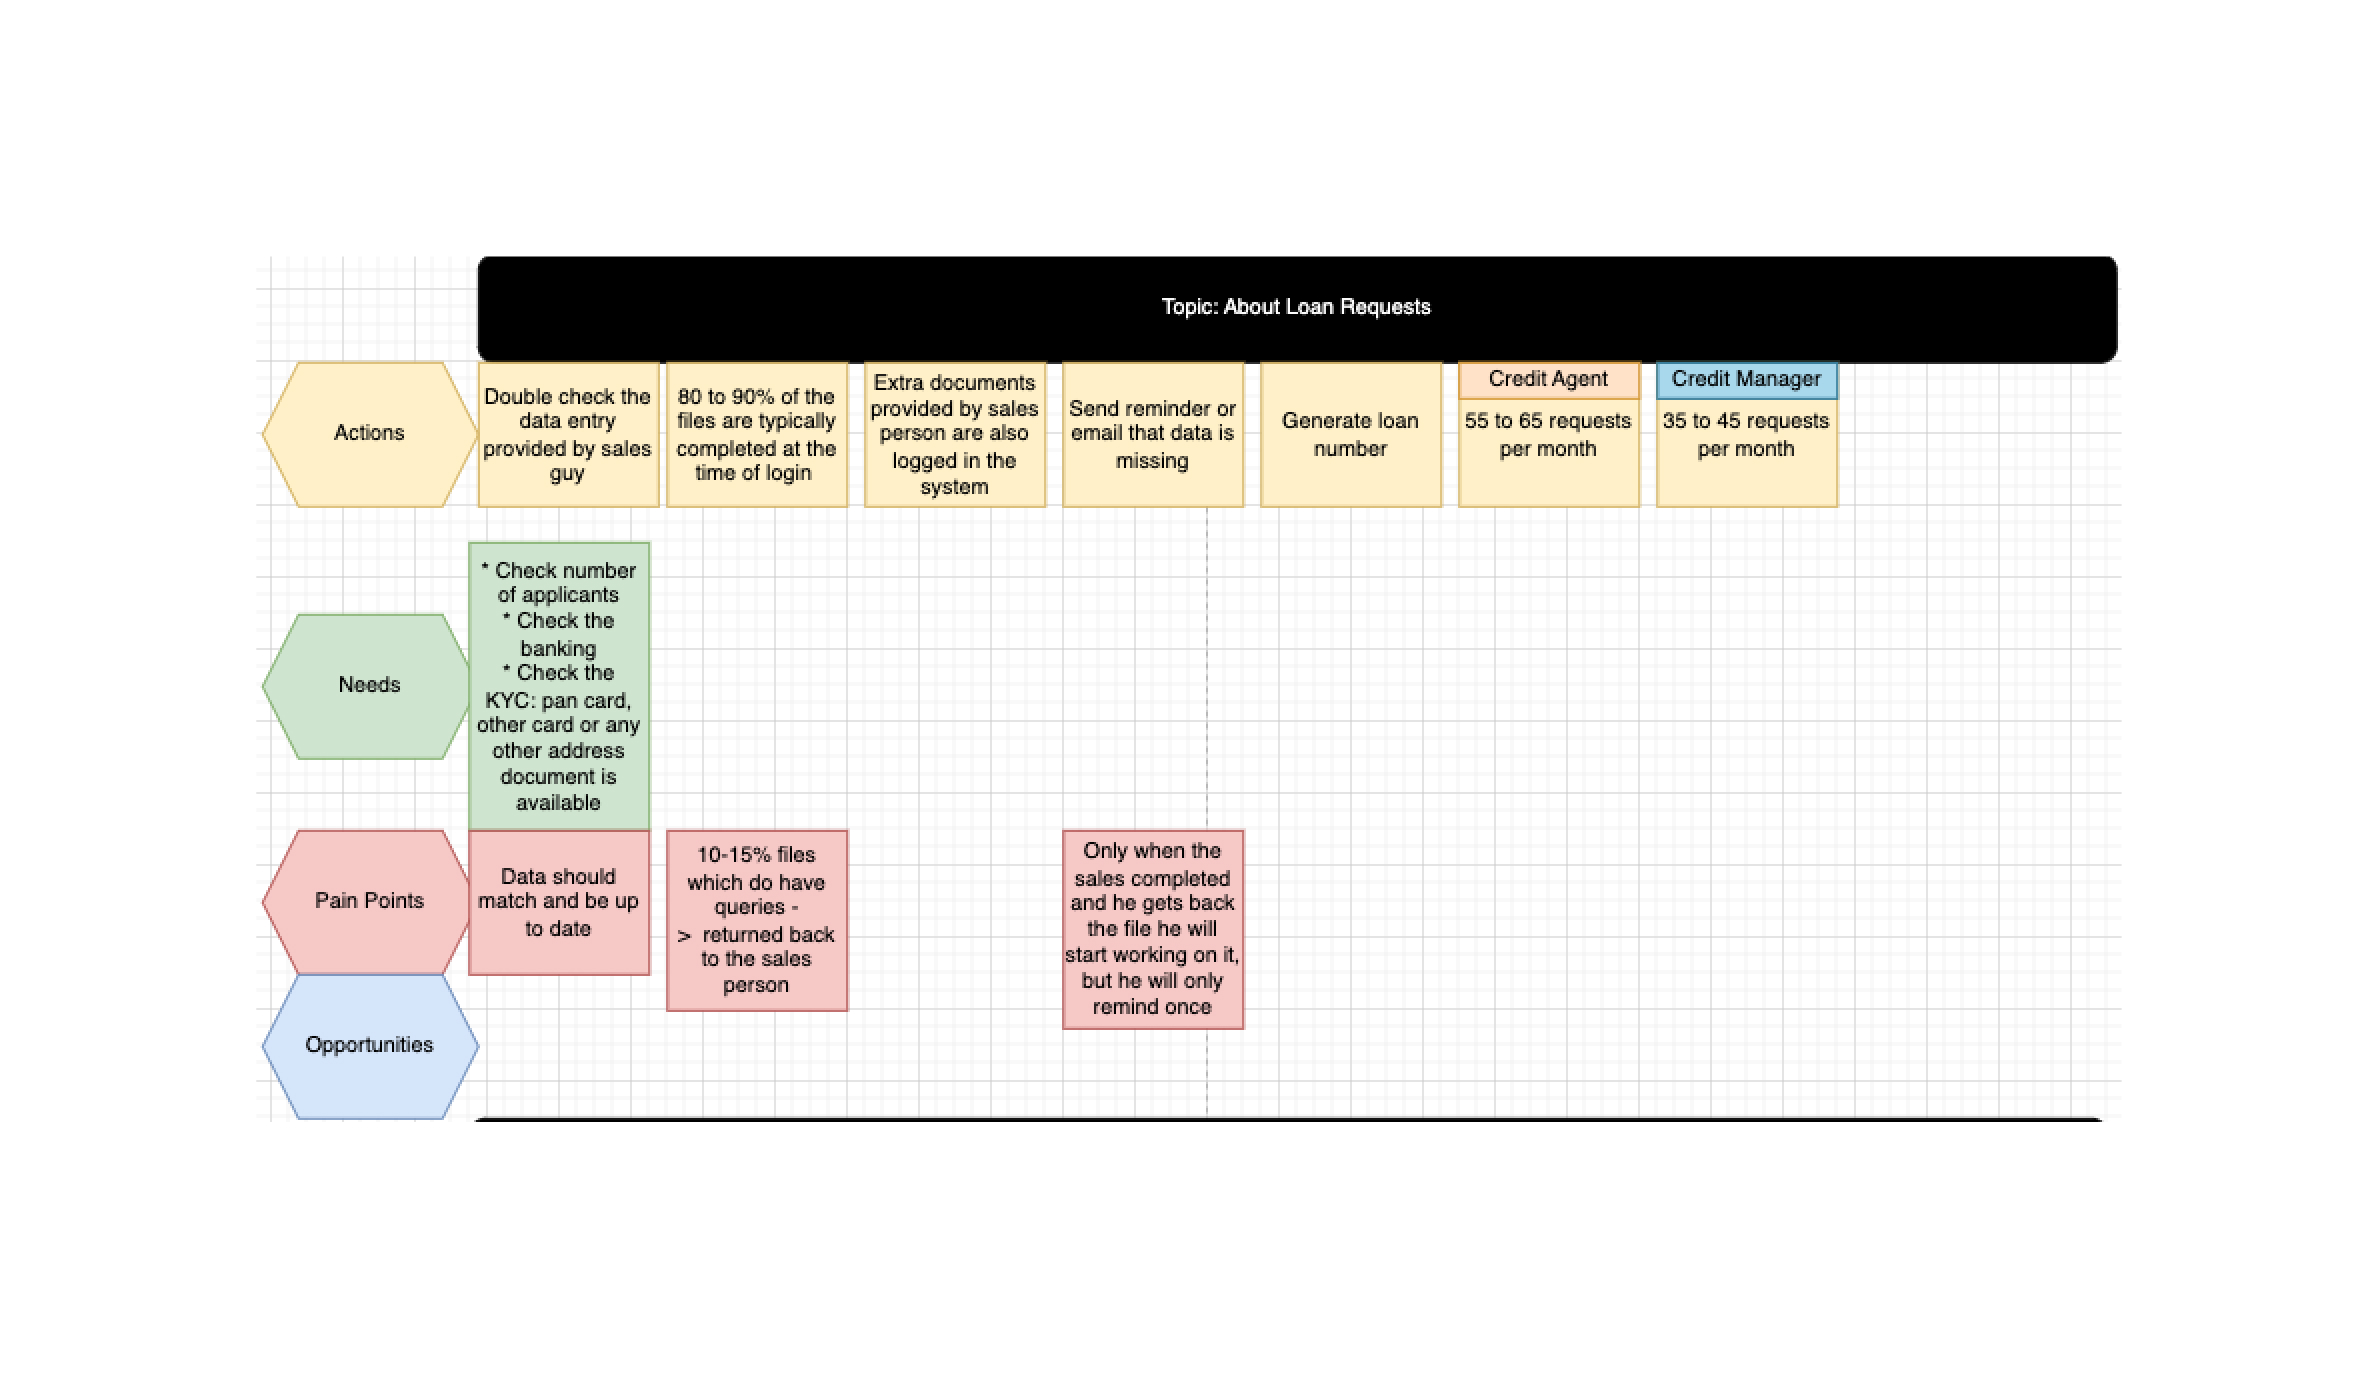 Topic: About Loan Requests
Actions
Double check the
data entry
provided by sales
guy
80 to 90% of the
files are typically
completed at the
time of login
Extra documents
provided by sales
person are also
logged in the
system
Send reminder or
email that data is
missing
Generate loan
number
Credit Agent
55 to 65 requests
per month
Credit Manager
35 to 45 requests
per month
Needs
* Check number
of applicants
* Check the
banking
* Check the
KYC: pan card,
other card or any
other address
document is
available
Pain Points
Data should
match and be up
to date
10-15% files
which do have
queries -
> returned back
to the sales
person
Only when the
sales completed
and he gets back
the file he will
start working on it,
but he will only
remind once
Opportunities